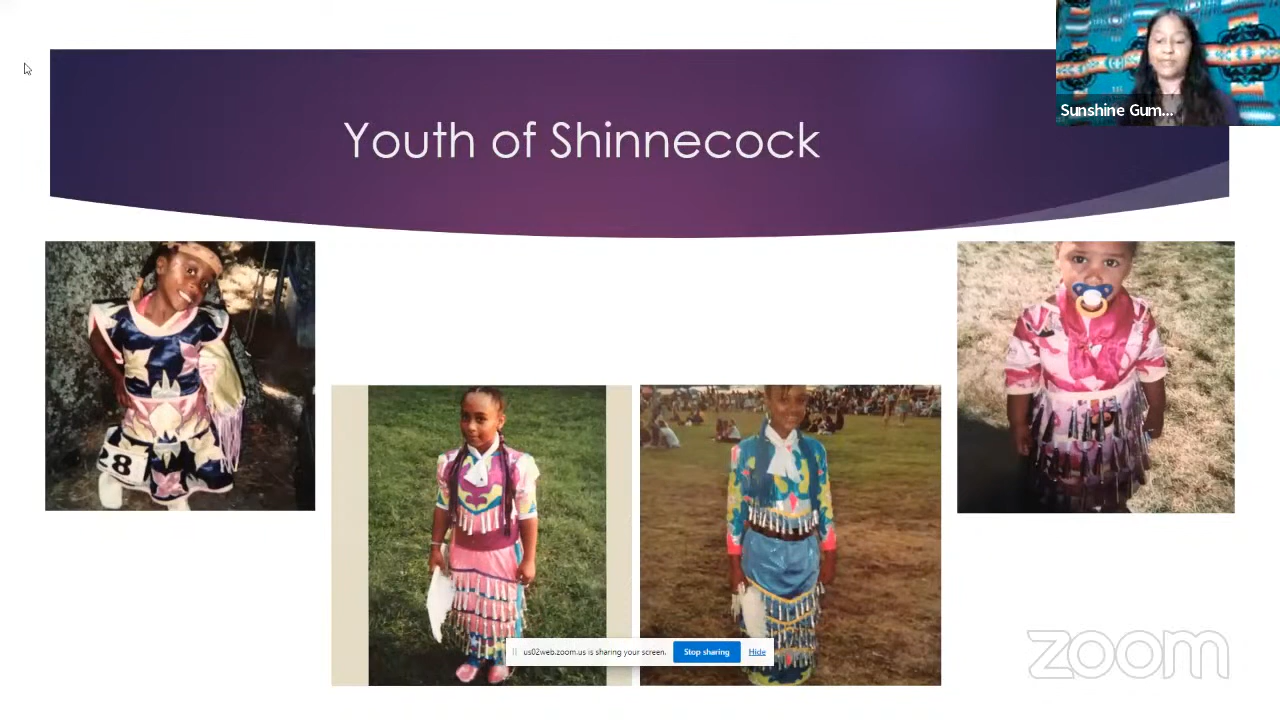 Sunshine Gum...
Youth of Shinnecock
28
us02web.zoom.us is sharing your screen. Stop sharing Hide
zoom